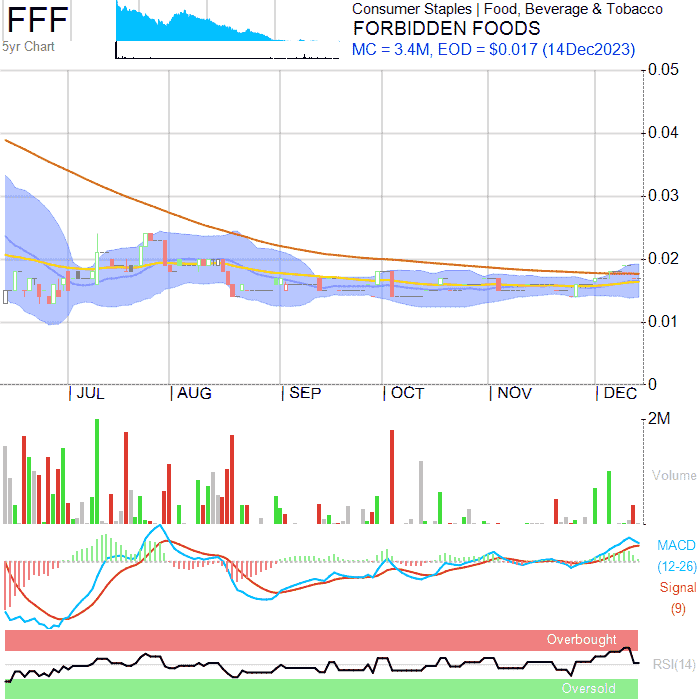 FFF
5yr Chart
Consumer Staples | Food, Beverage & Tobacco
FORBIDDEN FOODS
MC = 3.4M, EOD = $0.017 (14Dec2023)
0.05
0.04
0.03
0.02
0.01
0
| JUL | AUG | SEP | OCT | NOV | DEC
2M
Volume
MACD
(12-26)
Signal
(9)
Overbought
RSI(14)
Oversold